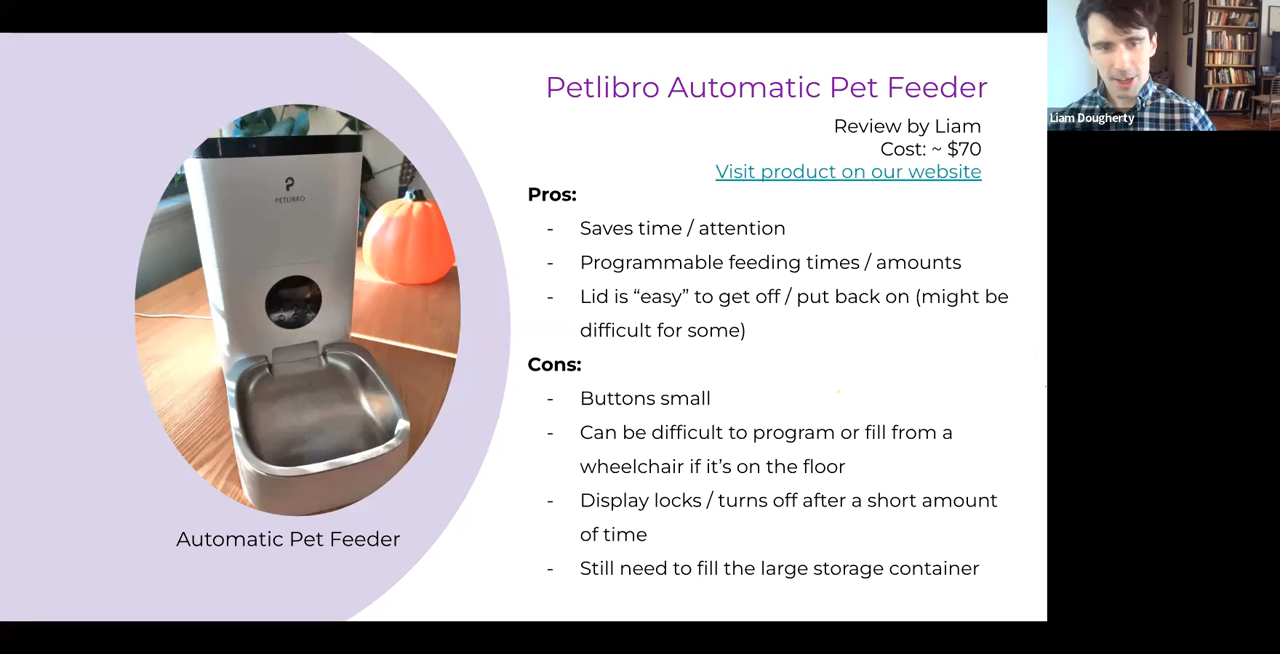 Petlibro Automatic Pet Feeder
Review by Liam
Cost: ~ $70
Visit product on our website
Pros:
- Saves time / attention
- Programmable feeding times / amounts
- Lid is “easy” to get off / put back on (might be
difficult for some)
Cons:
- Buttons small
- Can be difficult to program or fill from a
wheelchair if it’s on the floor
- Display locks / turns off after a short amount
of time
- Still need to fill the large storage container
PETLIBRO
Automatic Pet Feeder
Liam Dougherty